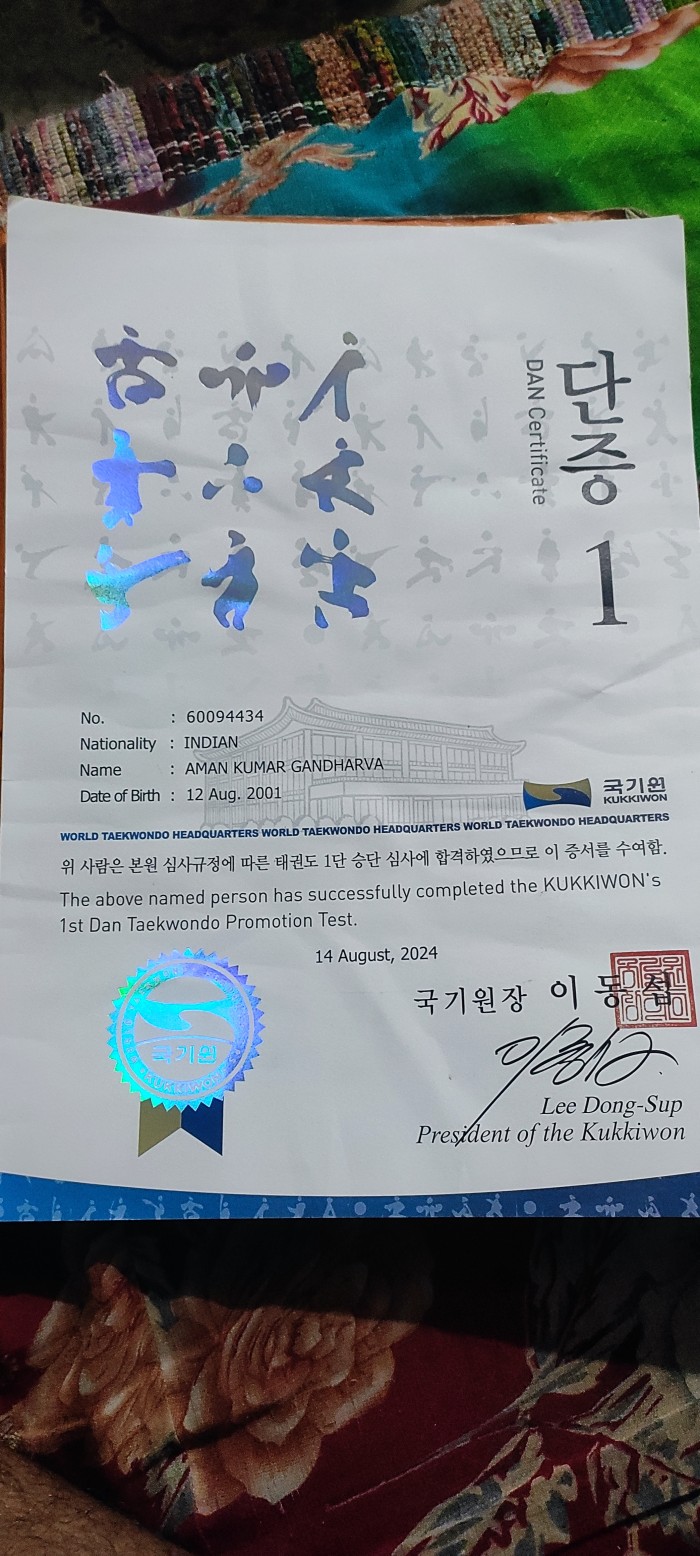 단증
DAN Certificate
1
No. : 60094434
Nationality : INDIAN
Name : AMAN KUMAR GANDHARVA
Date of Birth : 12 Aug. 2001
국기원
KUKKIWON
WORLD TAEKWONDO HEADQUARTERS WORLD TAEKWONDO HEADQUARTERS WORLD TAEKWONDO HEADQUARTERS
위 사람은 본원 심사규정에 따른 태권도 1단 승단 심사에 합격하였으므로 이 증서를 수여함.
The above named person has successfully completed the KUKKIWON's
1st Dan Taekwondo Promotion Test.
14 August, 2024
국기원장 이 동 섭
국기원
KUKKIWON
Lee Dong-Sup
President of the Kukkiwon